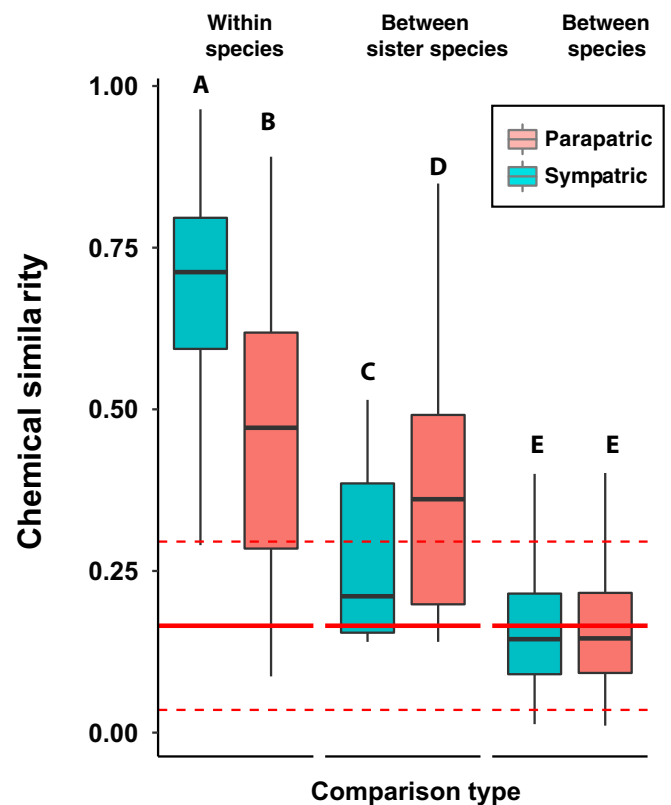 Within
species
Between
sister species
Between
species
A
B
C
D
E
E
Parapatric
Sympatric
1.00
0.75
0.50
0.25
0.00
Chemical similarity
Comparison type